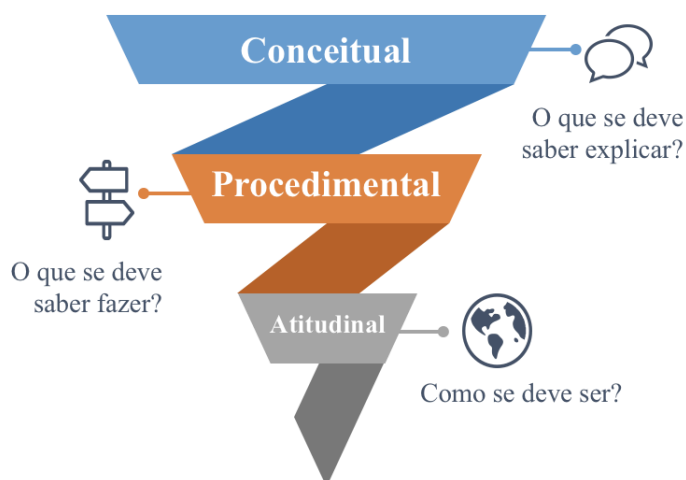 Conceitual
O que se deve
saber explicar?
Procedimental
O que se deve
saber fazer?
Atitudinal
Como se deve ser?